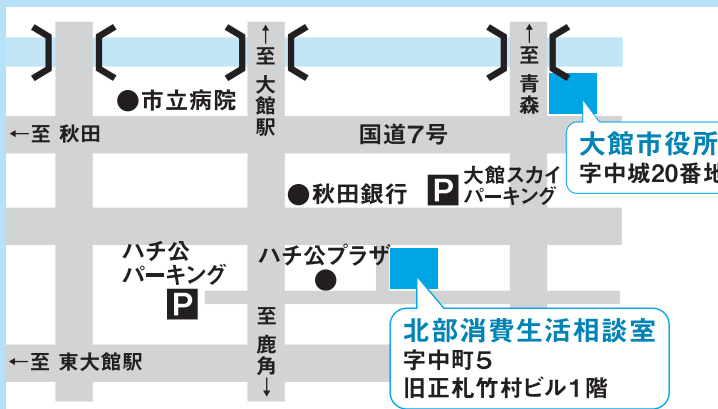 ↑至 大館駅
↑至 青森
●市立病院
←至 秋田
国道7号
大館市役所
字中城20番地
●秋田銀行
P 大館スカイ
パーキング
ハチ公
パーキング
P
ハチ公プラザ
●
北部消費生活相談室
字中町5
旧正札竹村ビル1階
至 鹿角↓
←至 東大館駅